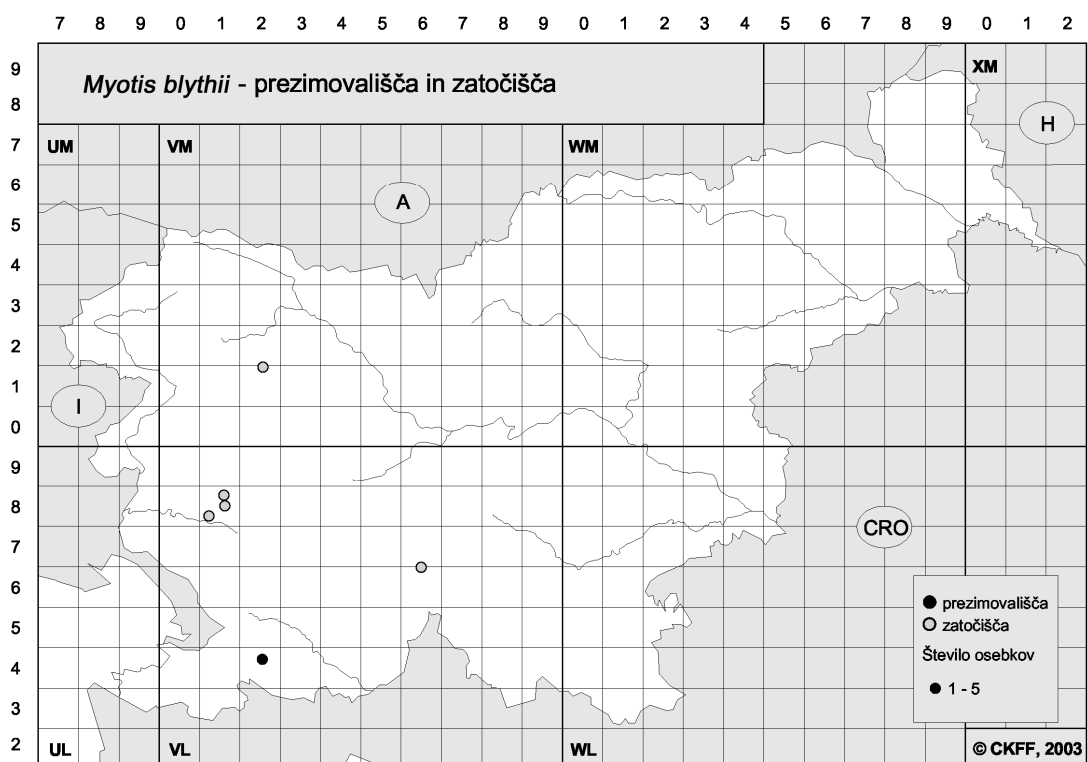 7 8 9 0 1 2 3 4 5 6 7 8 9 0 1 2 3 4 5 6 7 8 9 0 1 2
Myotis blythii - prezimovališča in zatočišča
9
8
7
6
5
4
3
2
1
0
9
8
7
6
5
4
3
2
XM
H
UM VM WM
A
I
CRO
prezimovališča
zatočišča
Število osebkov
1 - 5
UL VL WL
© CKFF, 2003